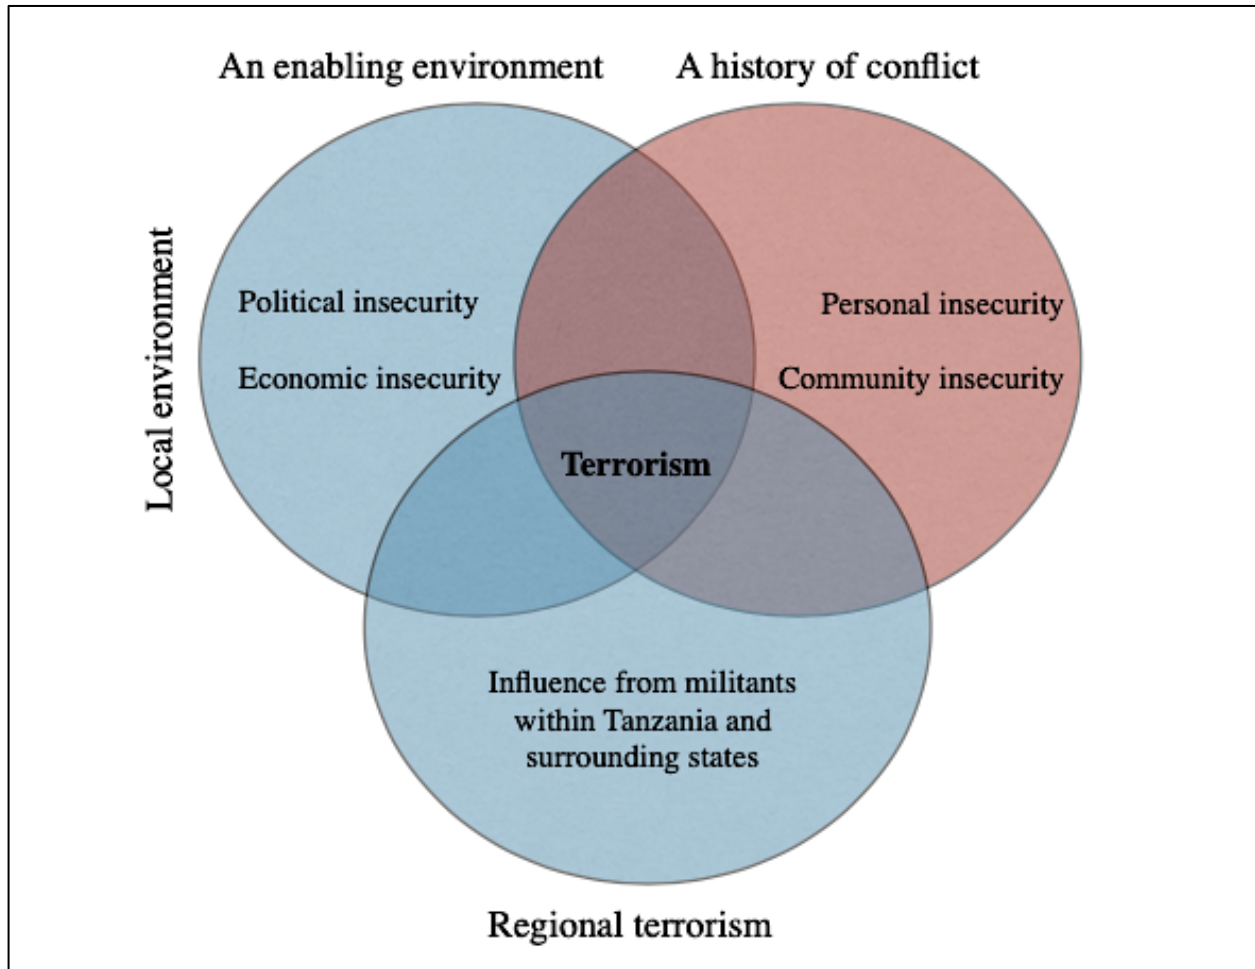 An enabling environment
A history of conflict
Local environment
Political insecurity
Economic insecurity
Personal insecurity
Community insecurity
Terrorism
Influence from militants
within Tanzania and
surrounding states
Regional terrorism